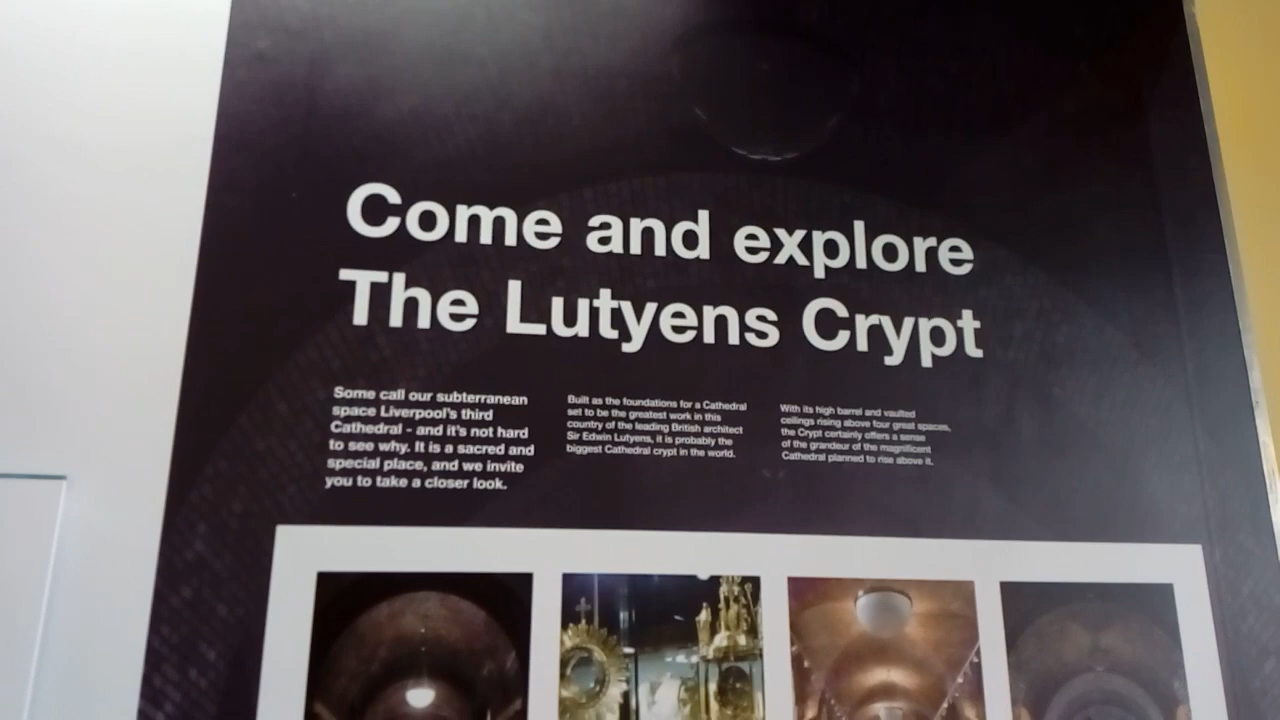 Come and explore
The Lutyens Crypt
Some call our subterranean
space Liverpool's third
Cathedral - and it's not hard
to see why. It is a sacred and
special place, and we invite
you to take a closer look.
Built as the foundations for a Cathedral
set to be the greatest work in this
country of the leading British architect
Sir Edwin Lutyens, it is probably the
biggest Cathedral crypt in the world.
With its high barrel and vaulted
ceilings rising above four great spaces,
the Crypt certainly offers a sense
of the grandeur of the magnificent
Cathedral planned to rise above it.